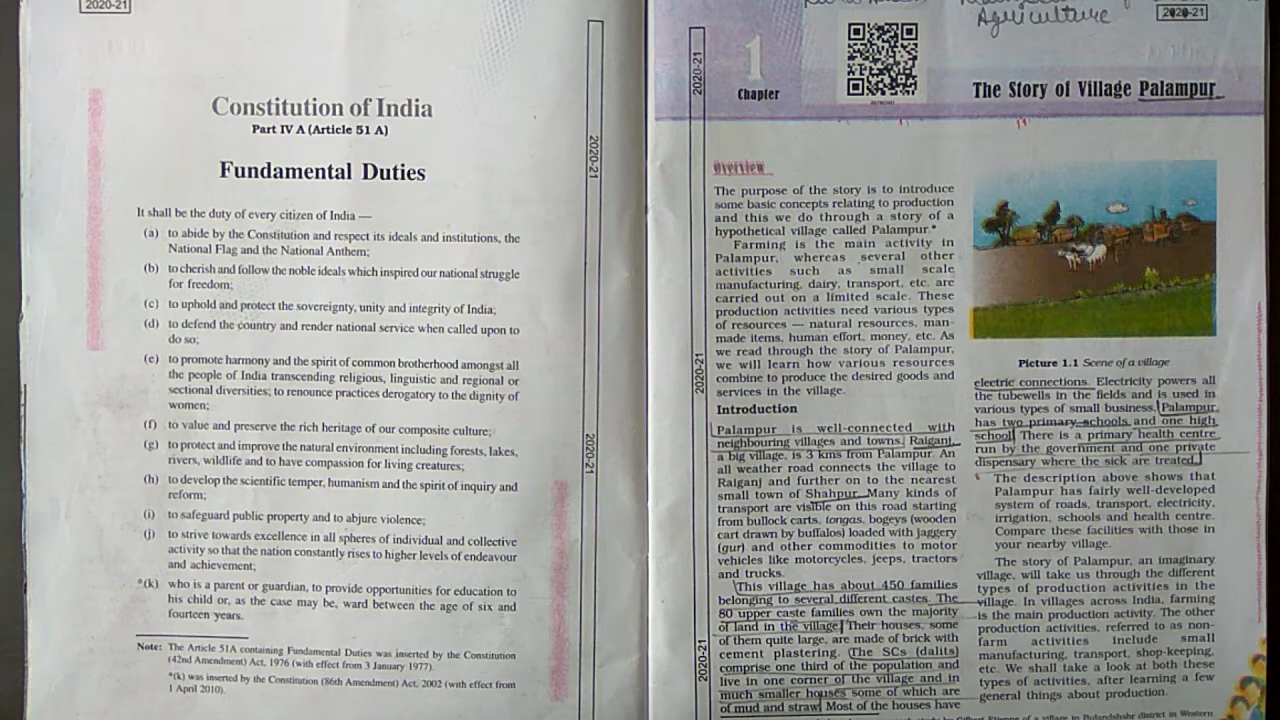 2020-21
Constitution of India
Part IV A (Article 51 A)
Fundamental Duties
It shall be the duty of every citizen of India —
(a) to abide by the Constitution and respect its ideals and institutions, the
National Flag and the National Anthem;
(b) to cherish and follow the noble ideals which inspired our national struggle
for freedom;
(c) to uphold and protect the sovereignty, unity and integrity of India;
(d) to defend the country and render national service when called upon to
do so;
(e) to promote harmony and the spirit of common brotherhood amongst all
the people of India transcending religious, linguistic and regional or
sectional diversities; to renounce practices derogatory to the dignity of
women;
(f) to value and preserve the rich heritage of our composite culture;
(g) to protect and improve the natural environment including forests, lakes,
rivers, wildlife and to have compassion for living creatures;
(h) to develop the scientific temper, humanism and the spirit of inquiry and
reform;
(i) to safeguard public property and to abjure violence;
(j) to strive towards excellence in all spheres of individual and collective
activity so that the nation constantly rises to higher levels of endeavour
and achievement;
*(k) who is a parent or guardian, to provide opportunities for education to
his child or, as the case may be, ward between the age of six and
fourteen years.
Note: The Article 51A containing Fundamental Duties was inserted by the Constitution
(42nd Amendment) Act, 1976 (with effect from 3 January 1977).
*(k) was inserted by the Constitution (86th Amendment) Act, 2002 (with effect from
1 April 2010).
2020-21
2020-21
2020-21
2020-21
2020-21
Agriculture
2020-21
1
Chapter
The Story of Village Palampur
Overview
The purpose of the story is to introduce
some basic concepts relating to production
and this we do through a story of a
hypothetical village called Palampur.*
Farming is the main activity in
Palampur, whereas several other
activities such as small scale
manufacturing, dairy, transport, etc. are
carried out on a limited scale. These
production activities need various types
of resources — natural resources, man-
made items, human effort, money, etc. As
we read through the story of Palampur,
we will learn how various resources
combine to produce the desired goods and
services in the village.
Introduction
Palampur is well-connected with
neighbouring villages and towns. Raiganj,
a big village, is 3 kms from Palampur. An
all weather road connects the village to
Raiganj and further on to the nearest
small town of Shahpur. Many kinds of
transport are visible on this road starting
from bullock carts, tongas, bogeys (wooden
cart drawn by buffalos) loaded with jaggery
(gur) and other commodities to motor
vehicles like motorcycles, jeeps, tractors
and trucks.
This village has about 450 families
belonging to several different castes. The
80 upper caste families own the majority
of land in the village. Their houses, some
of them quite large, are made of brick with
cement plastering. The SCs (dalits)
comprise one third of the population and
live in one corner of the village and in
much smaller houses some of which are
of mud and straw. Most of the houses have
Picture 1.1 Scene of a village
electric connections. Electricity powers all
the tubewells in the fields and is used in
various types of small business. Palampur
has two primary schools and one high
school. There is a primary health centre
run by the government and one private
dispensary where the sick are treated.
The description above shows that
Palampur has fairly well-developed
system of roads, transport, electricity,
irrigation, schools and health centre.
Compare these facilities with those in
your nearby village.
The story of Palampur, an imaginary
village, will take us through the different
types of production activities in the
village. In villages across India, farming
is the main production activity. The other
production activities, referred to as non-
farm activities include small
manufacturing, transport, shop-keeping,
etc. We shall take a look at both these
types of activities, after learning a few
general things about production.
of a village in Bulandshahr district in Western